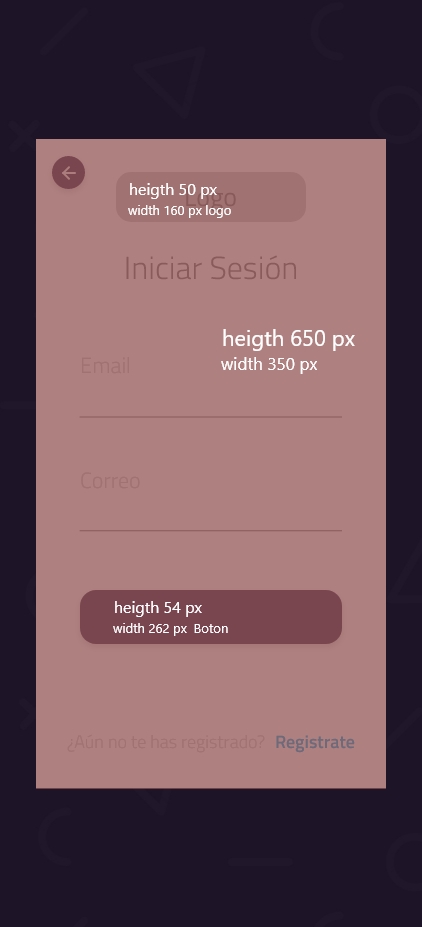 heigth 50 px
Logo
width 160 px logo
Iniciar Sesión
heigth 650 px
width 350 px
Email
Correo
heigth 54 px
width 262 px Boton
¿Aún no te has registrado? Registrate